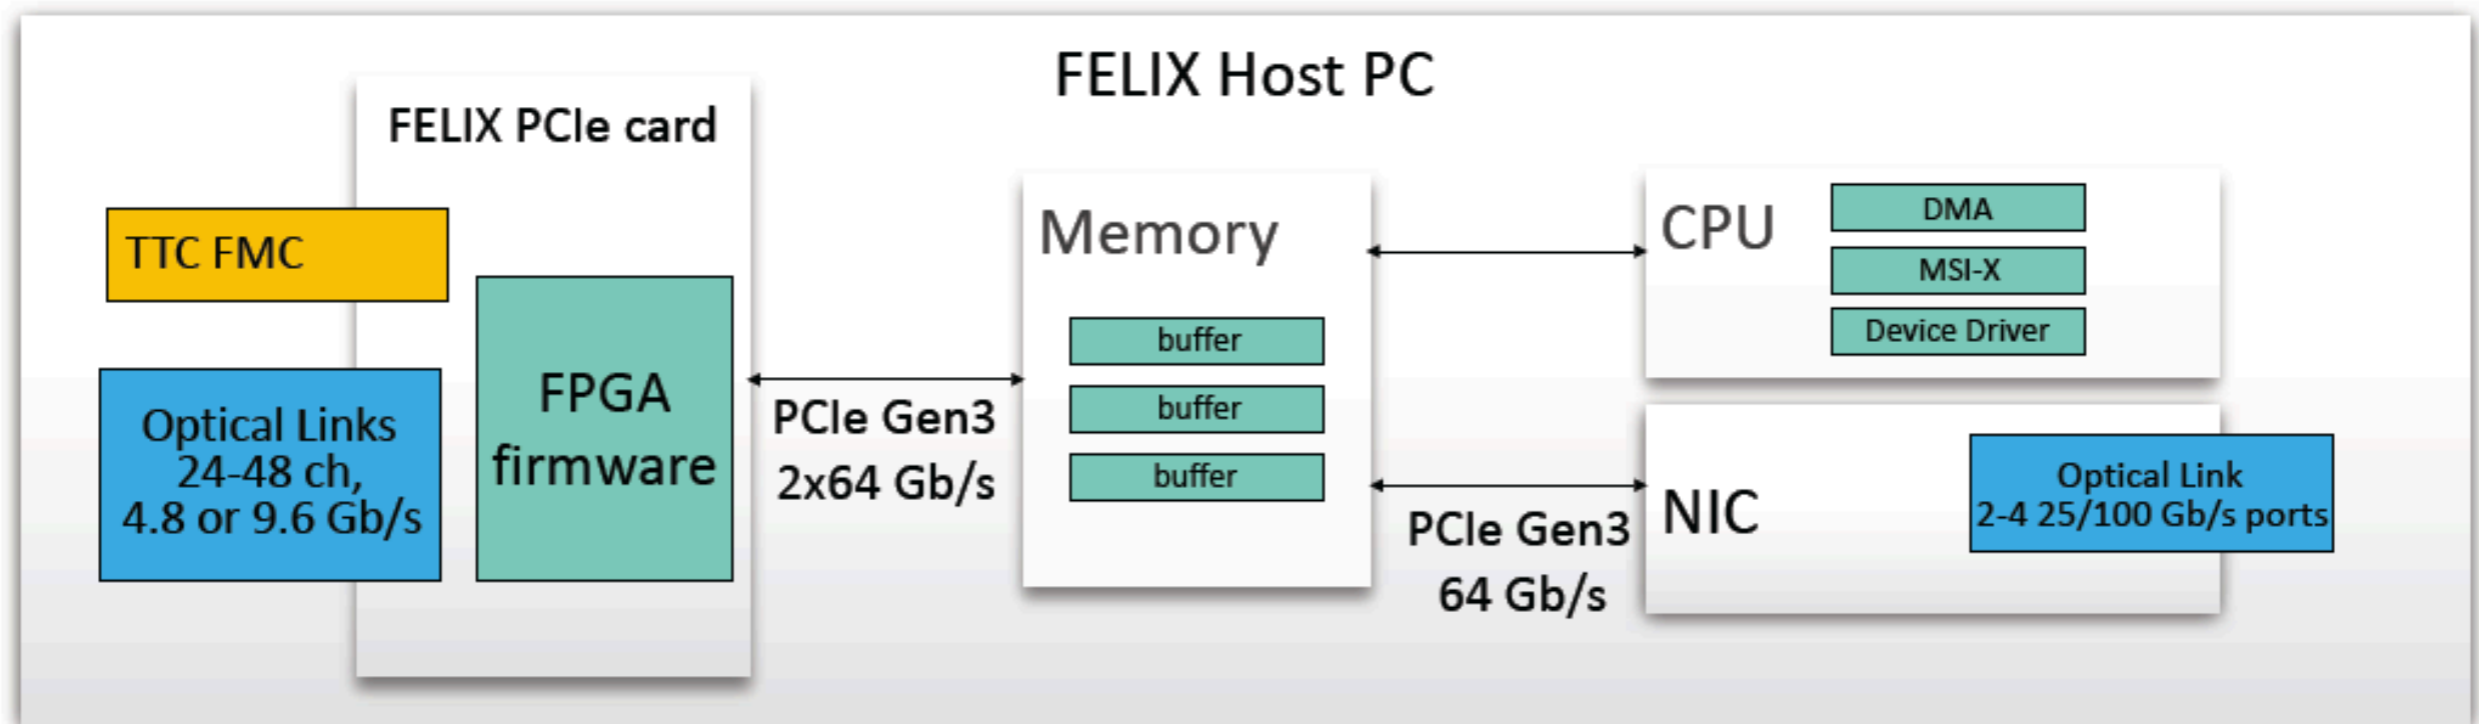 FELIX Host PC
FELIX PCIe card
TTC FMC
Optical Links
24-48 ch,
4.8 or 9.6 Gb/s
FPGA
firmware
PCIe Gen3
2x64 Gb/s
Memory
buffer
buffer
buffer
CPU
DMA
MSI-X
Device Driver
PCIe Gen3
64 Gb/s
NIC
Optical Link
2-4 25/100 Gb/s ports